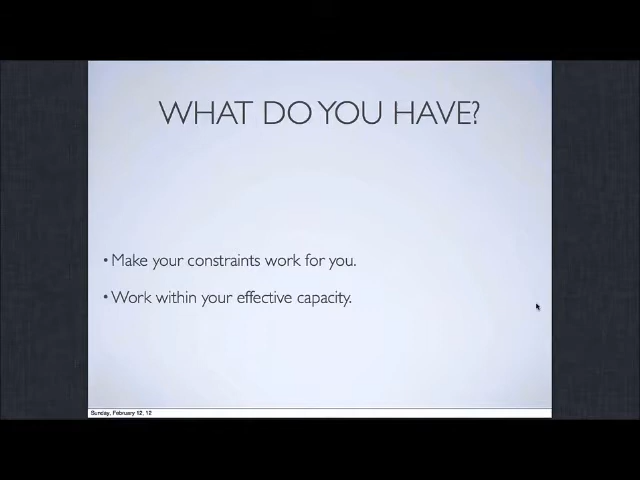 WHAT DO YOU HAVE?
• Make your constraints work for you.
• Work within your effective capacity.
Sunday, February 12, 12